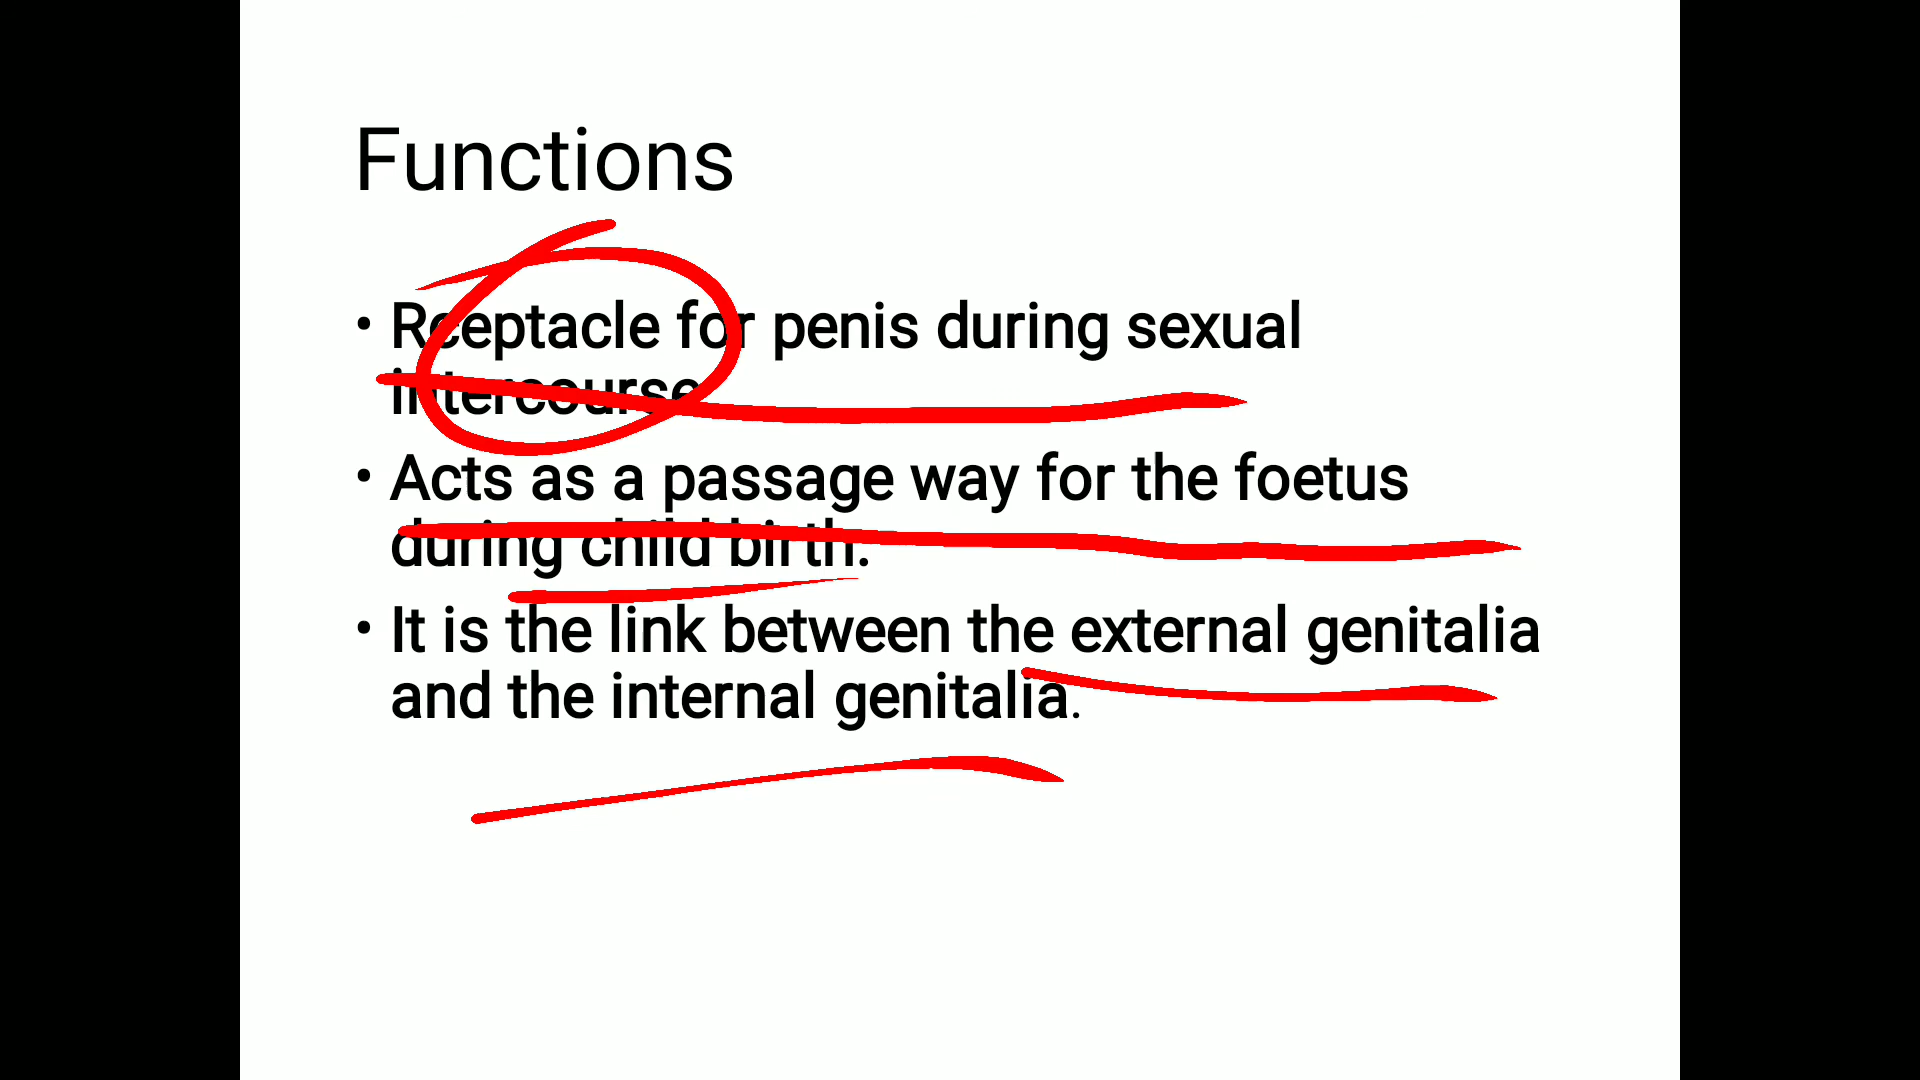 Functions
• Receptacle for penis during sexual
intercourse
• Acts as a passage way for the foetus
during child birth.
• It is the link between the external genitalia
and the internal genitalia.